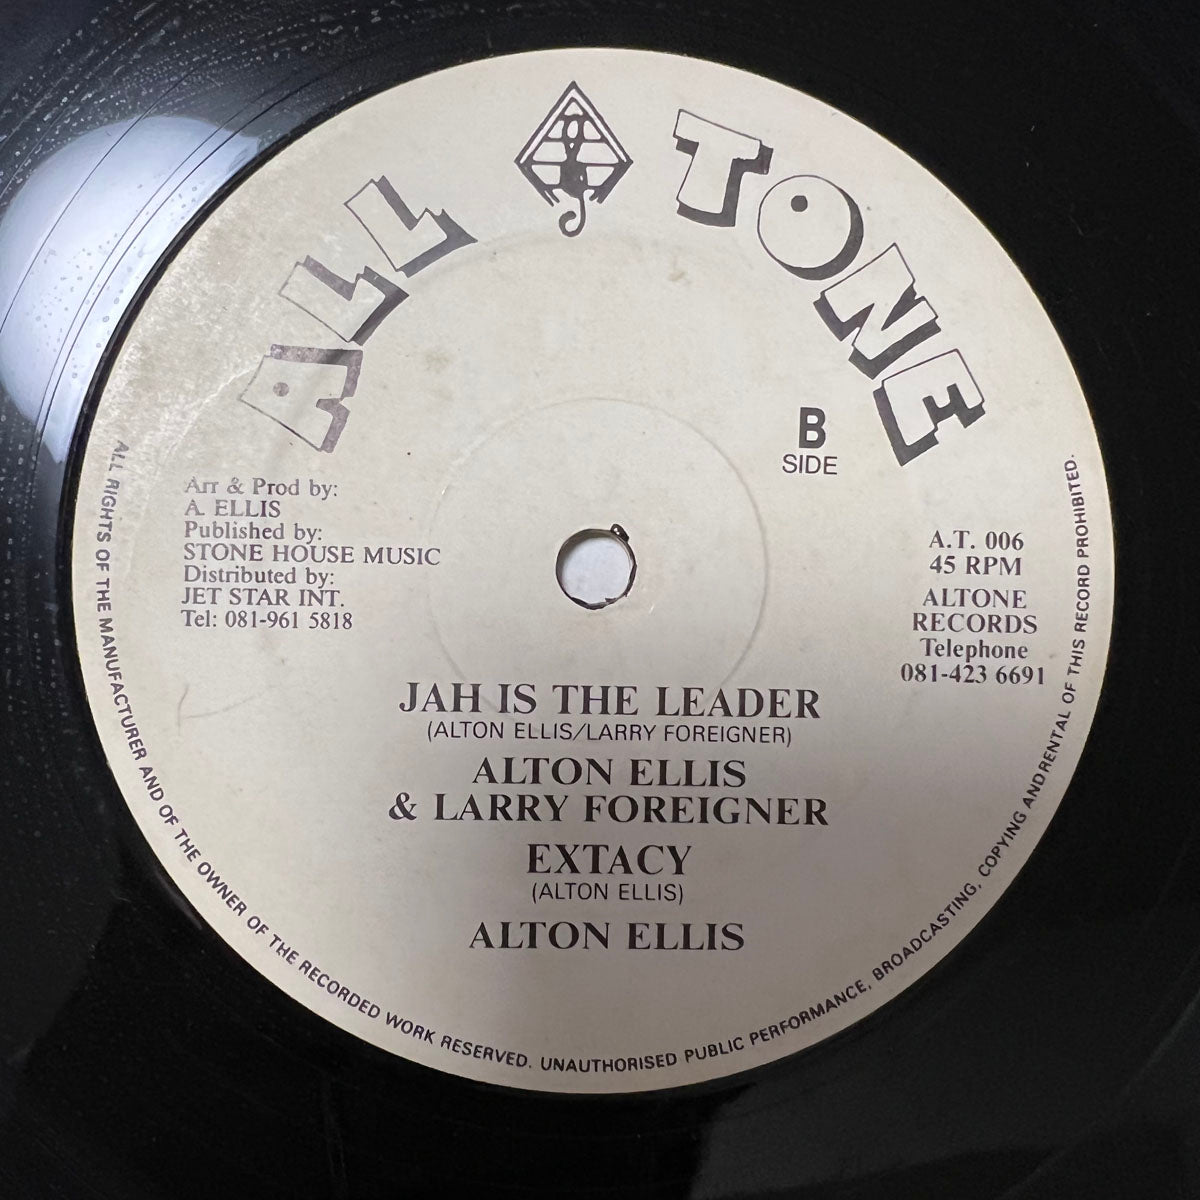 ALL TONE
B
SIDE
Arr & Prod by:
A. ELLIS
Published by:
STONE HOUSE MUSIC
Distributed by:
JET STAR INT.
Tel: 081-961 5818
A.T. 006
45 RPM
ALTONE
RECORDS
Telephone
081-423 6691
JAH IS THE LEADER
(ALTON ELLIS/LARRY FOREIGNER)
ALTON ELLIS
& LARRY FOREIGNER
EXTACY
(ALTON ELLIS)
ALTON ELLIS
ALL RIGHTS OF THE MANUFACTURER AND OF THE OWNER OF THE RECORDED WORK RESERVED. UNAUTHORISED PUBLIC PERFORMANCE, BROADCASTING, COPYING ANDRENTAL OF THIS RECORD PROHIBITED.